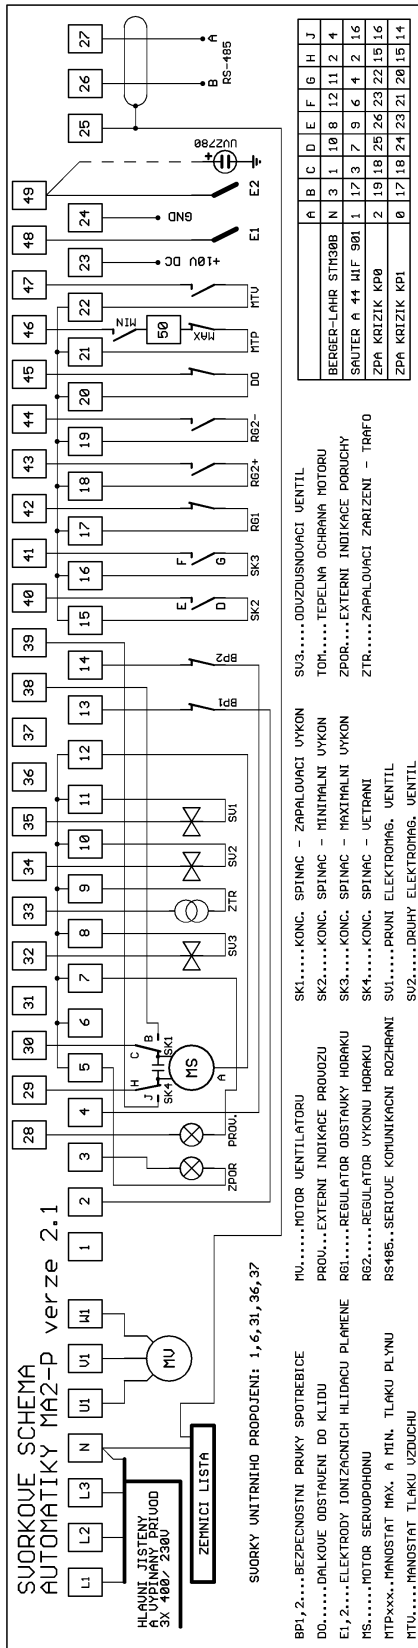 SVORKOVE SCHEMA
AUTOMATIKY MA2-P verze 2.1
28 29 30 31 32 33 34 35 36 37 38 39 40 41 42 43 44 45 46 47 48 49
L1 L2 L3 N U1 V1 W1 1 2 3 4 5 6 7 8 9 10 11 12 13 14 15 16 17 18 19 20 21 22 23 24 25 26 27
HLAVNI JISTENY
A VYPINANY PRIVOD
3X 400/ 230V
ZEMNICI LISTA
MV
ZPOR
PROV.
J H C B
SK4 SK1
MS
A
SV3
ZTR
SV2
SV1
BP1
BP2
E D
SK2
F G
SK3
RG1
RG2+
RG2-
DO
MIN 50 MAX
MTP
MTV
+10V DC
E1
GND
E2
+ UVZ780
B A
RS-485
SVORKY VNITRNIHO PROPOJENI: 1,6,31,36,37
BP1,2...BEZPECNOSTNI PRVKY SPOTREBICE
DO.....DALKOVE ODSTAVENI DO KLIDU
E1,2...ELEKTRODY IONIZACNICH HLIDACU PLAMENE
MS.....MOTOR SERVOPOHONU
MTPxxx..MANOSTAT MAX. A MIN. TLAKU PLYNU
MTV....MANOSTAT TLAKU VZDUCHU
MV.....MOTOR VENTILATORU
PROV...EXTERNI INDIKACE PROVOZU
RG1....REGULATOR ODSTAVKY HORAKU
RG2....REGULATOR VYKONU HORAKU
RS485..SERIOVE KOMUNIKACNI ROZHRANI
SK1....KONC. SPINAC - ZAPALOVACI VYKON
SK2....KONC. SPINAC - MINIMALNI VYKON
SK3....KONC. SPINAC - MAXIMALNI VYKON
SK4....KONC. SPINAC - VETRANI
SV1....PRVNI ELEKTROMAG. VENTIL
SV2....DRUHY ELEKTROMAG. VENTIL
SV3....ODVZDUSNOVACI VENTIL
TOM....TEPELNA OCHRANA MOTORU
ZPOR...EXTERNI INDIKACE PORUCHY
ZTR....ZAPALOVACI ZARIZENI - TRAFO
A B C D E F G H J
BERGER-LAHR STM30B N 3 1 10 8 12 11 2 4
SAUTER A 44 W1F 901 1 17 3 7 9 6 4 2 16
ZPA KRIZIK KP0 2 19 18 25 26 23 22 15 16
ZPA KRIZIK KP1 0 17 18 24 23 21 20 15 14